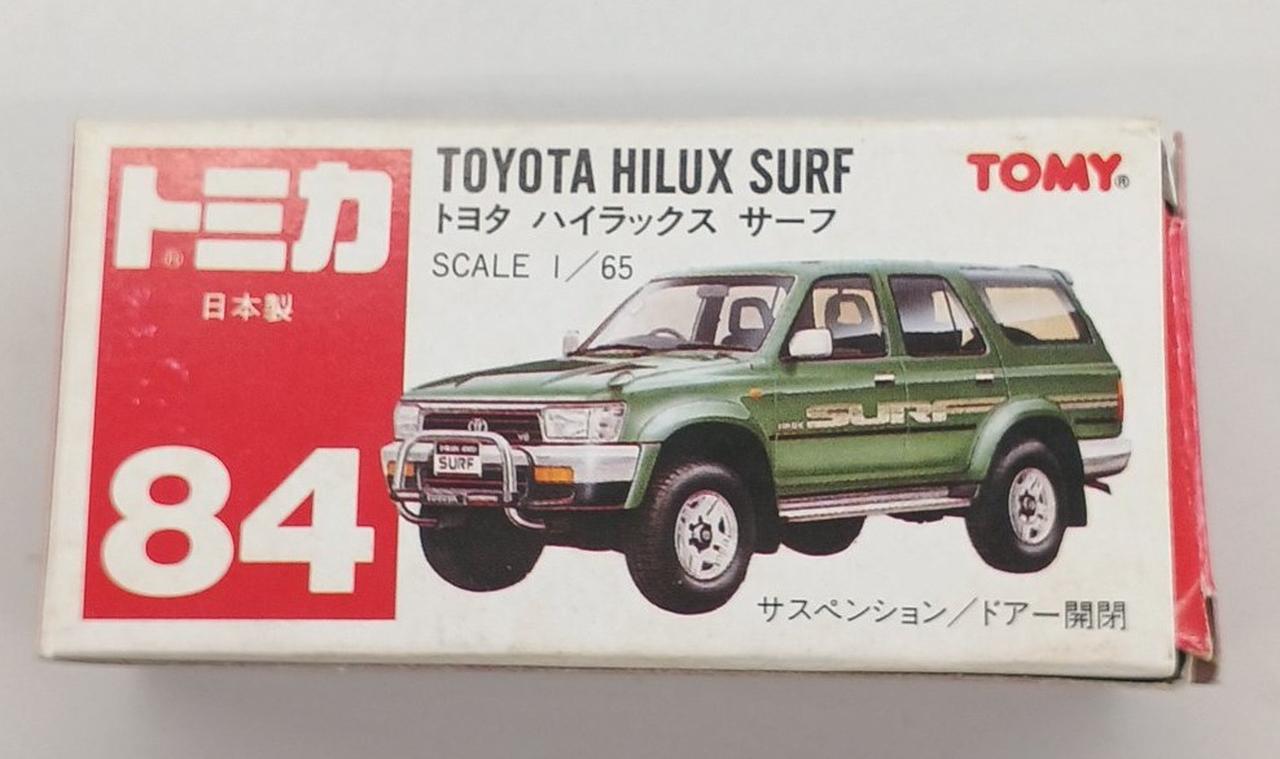 トミカ®
日本製
84
TOYOTA HILUX SURF
トヨタ ハイラックス サーフ
SCALE 1/65
TOMY®
SURF
SURF
サスペンション/ドアー開閉